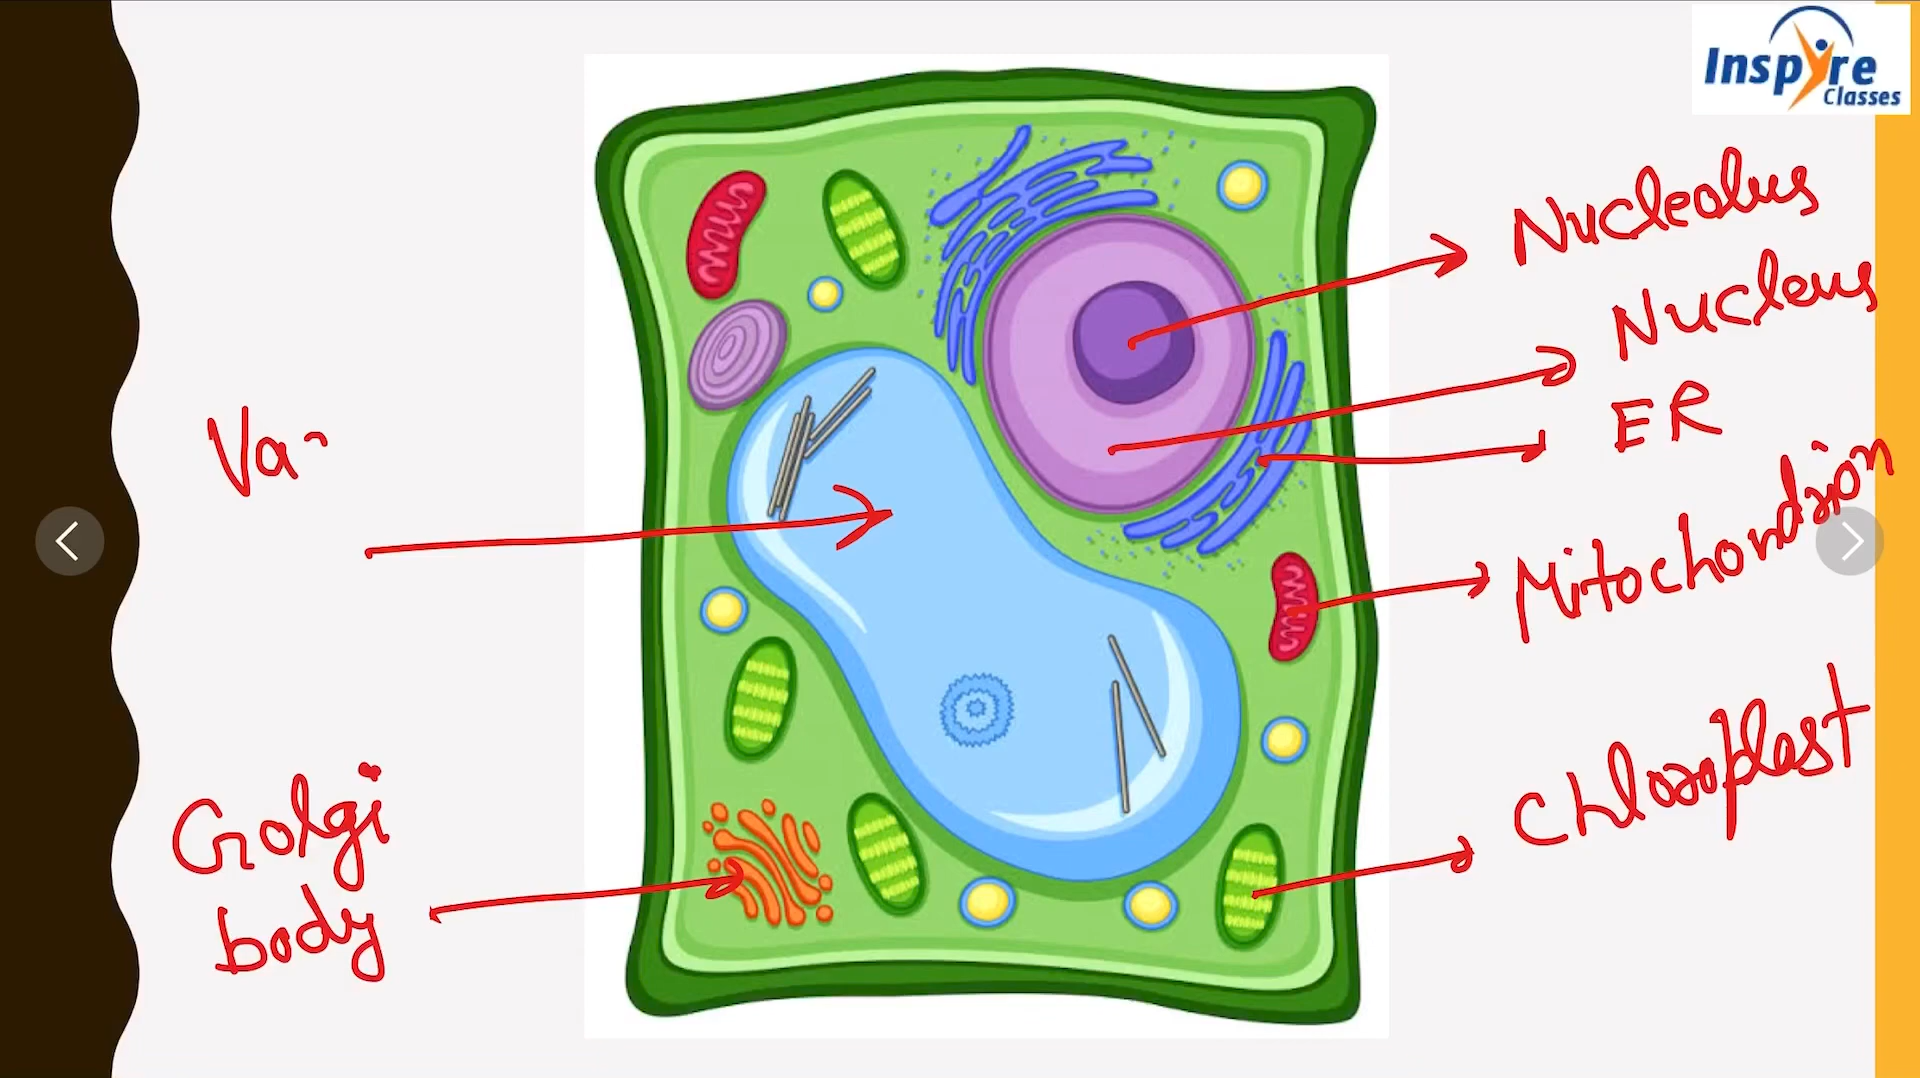 Inspyre
Classes
Nucleolus
Nucleus
ER
Va
Mitochondrion
Chloroplast
Golgi
body